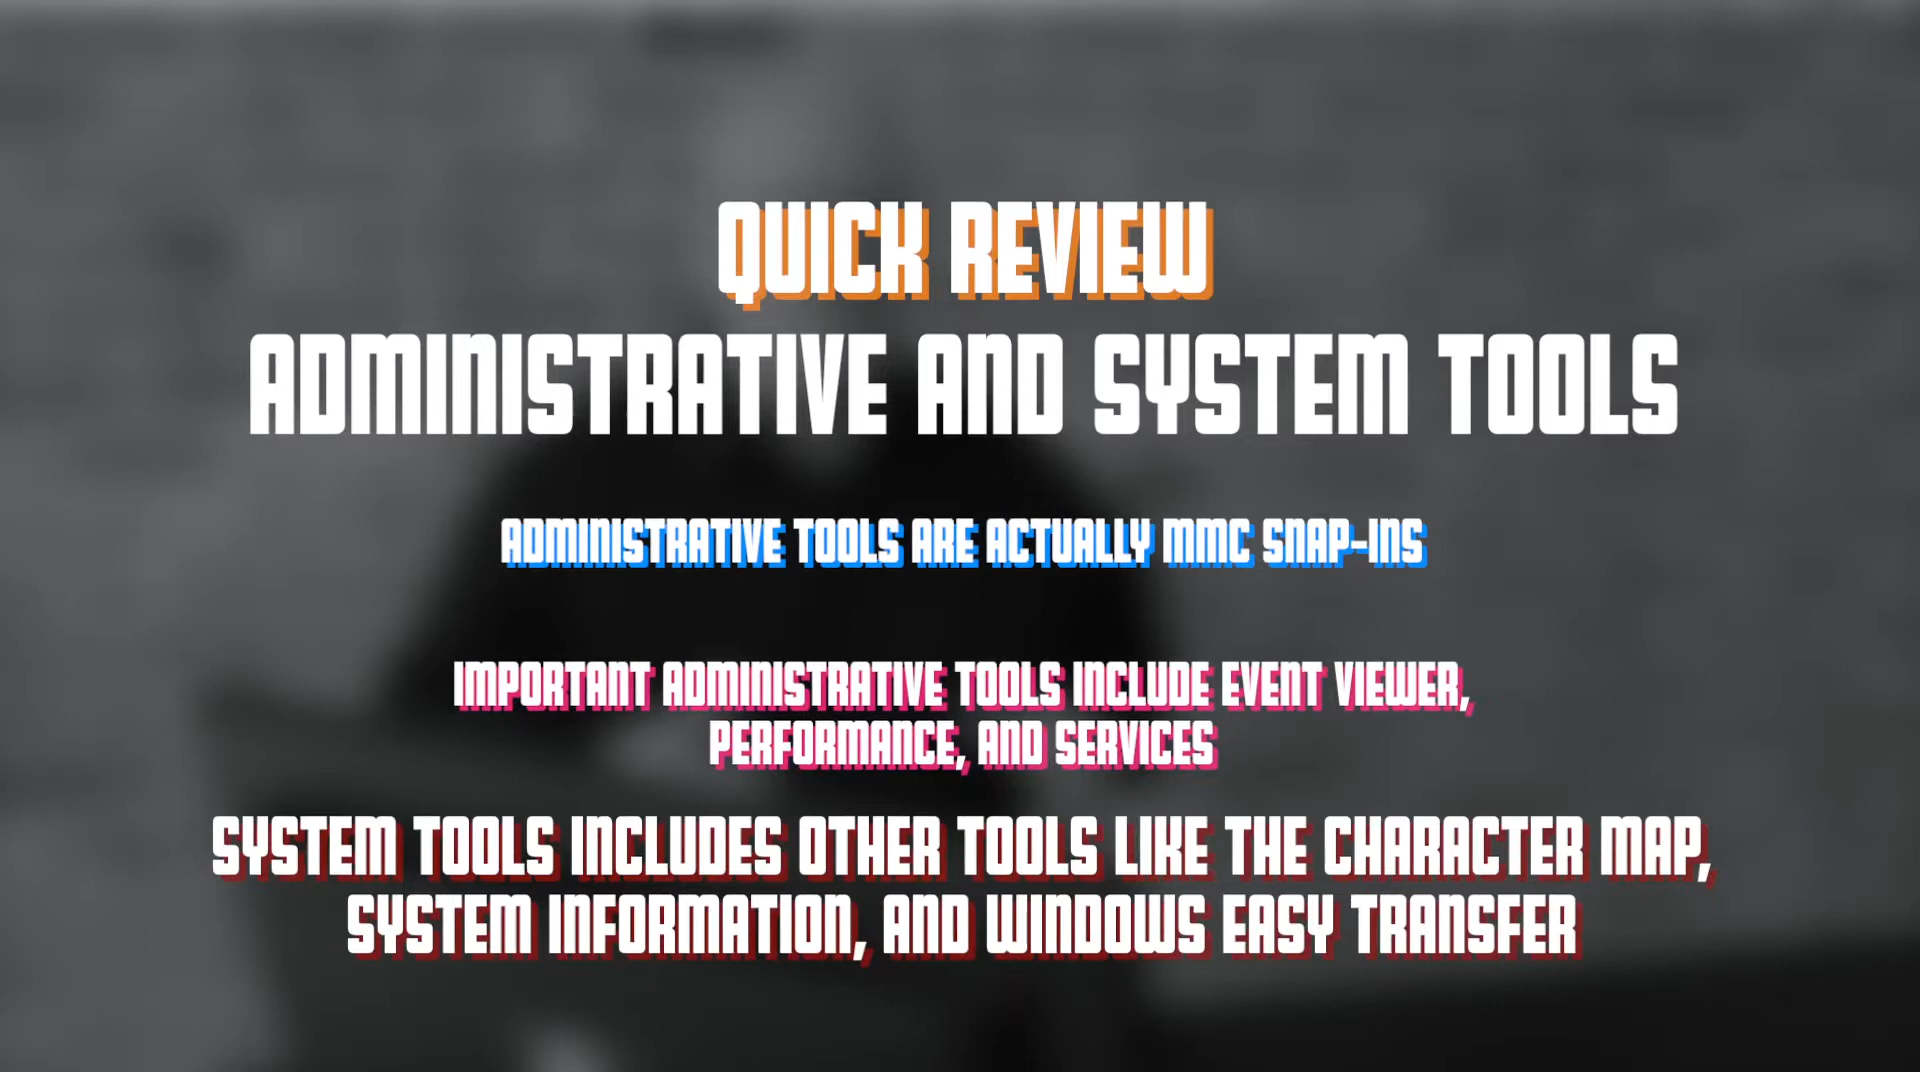 QUICK REVIEW
ADMINISTRATIVE AND SYSTEM TOOLS
ADMINISTRATIVE TOOLS ARE ACTUALLY MMC SNAP-INS
IMPORTANT ADMINISTRATIVE TOOLS INCLUDE EVENT VIEWER,
PERFORMANCE, AND SERVICES
SYSTEM TOOLS INCLUDES OTHER TOOLS LIKE THE CHARACTER MAP,
SYSTEM INFORMATION, AND WINDOWS EASY TRANSFER